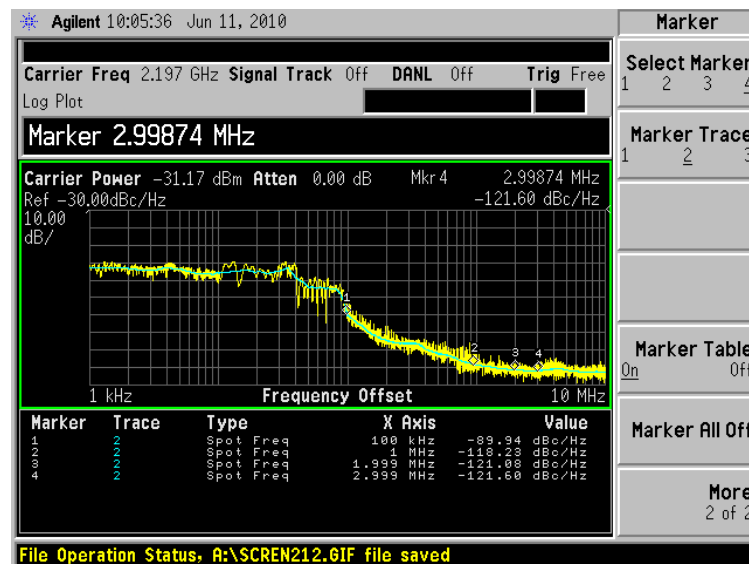 Agilent 10:05:36 Jun 11, 2010
Marker
Carrier Freq 2.197 GHz Signal Track Off DANL Off Trig Free
Log Plot
Marker 2.99874 MHz
Carrier Power -31.17 dBm Atten 0.00 dB Mkr 4 2.99874 MHz
Ref -30.00dBc/Hz -121.60 dBc/Hz
10.00
dB/
1
2 3 4
1 kHz Frequency Offset 10 MHz
Marker Trace Type X Axis Value
1 2 Spot Freq 100 kHz -89.94 dBc/Hz
2 2 Spot Freq 1 MHz -118.23 dBc/Hz
3 2 Spot Freq 1.999 MHz -121.08 dBc/Hz
4 2 Spot Freq 2.999 MHz -121.60 dBc/Hz
Select Marker
1 2 3 4
Marker Trace
1 2 3
Marker Table
On Off
Marker All Off
More
2 of 2
File Operation Status, A:\SCREN212.GIF file saved